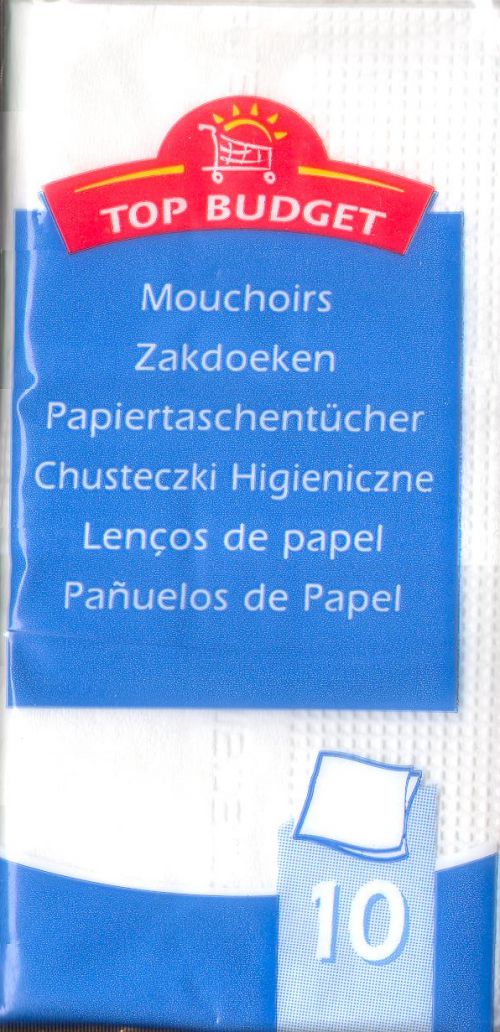 TOP BUDGET
Mouchoirs
Zakdoeken
Papiertaschentücher
Chusteczki Higieniczne
Lenços de papel
Pañuelos de Papel
10